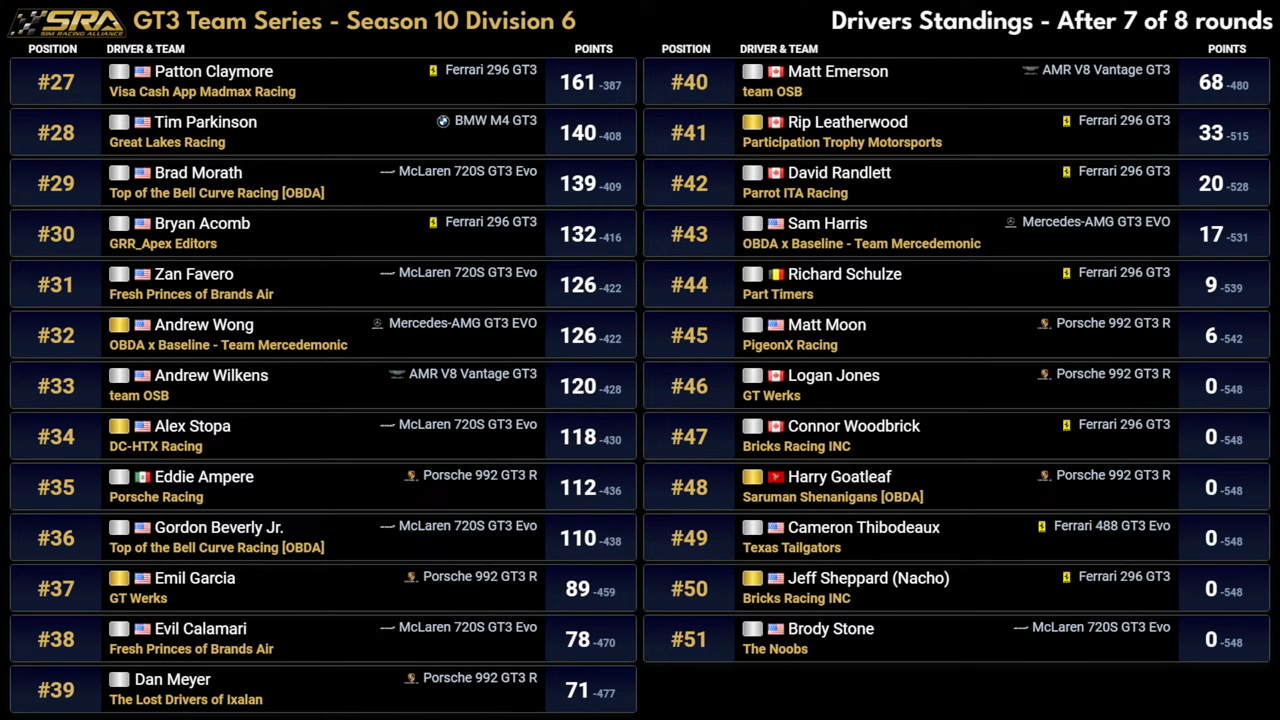 SRA
SIM RACING ALLIANCE
GT3 Team Series - Season 10 Division 6
Drivers Standings - After 7 of 8 rounds
POSITION DRIVER & TEAM POINTS
#27 Patton Claymore Ferrari 296 GT3 161 -387
Visa Cash App Madmax Racing
#28 Tim Parkinson BMW M4 GT3 140 -408
Great Lakes Racing
#29 Brad Morath McLaren 720S GT3 Evo 139 -409
Top of the Bell Curve Racing [OBDA]
#30 Bryan Acomb Ferrari 296 GT3 132 -416
GRR_Apex Editors
#31 Zan Favero McLaren 720S GT3 Evo 126 -422
Fresh Princes of Brands Air
#32 Andrew Wong Mercedes-AMG GT3 EVO 126 -422
OBDA x Baseline - Team Mercedemonic
#33 Andrew Wilkens AMR V8 Vantage GT3 120 -428
team OSB
#34 Alex Stopa McLaren 720S GT3 Evo 118 -430
DC-HTX Racing
#35 Eddie Ampere Porsche 992 GT3 R 112 -436
Porsche Racing
#36 Gordon Beverly Jr. McLaren 720S GT3 Evo 110 -438
Top of the Bell Curve Racing [OBDA]
#37 Emil Garcia Porsche 992 GT3 R 89 -459
GT Werks
#38 Evil Calamari McLaren 720S GT3 Evo 78 -470
Fresh Princes of Brands Air
#39 Dan Meyer Porsche 992 GT3 R 71 -477
The Lost Drivers of Ixalan
POSITION DRIVER & TEAM POINTS
#40 Matt Emerson AMR V8 Vantage GT3 68 -480
team OSB
#41 Rip Leatherwood Ferrari 296 GT3 33 -515
Participation Trophy Motorsports
#42 David Randlett Ferrari 296 GT3 20 -528
Parrot ITA Racing
#43 Sam Harris Mercedes-AMG GT3 EVO 17 -531
OBDA x Baseline - Team Mercedemonic
#44 Richard Schulze Ferrari 296 GT3 9 -539
Part Timers
#45 Matt Moon Porsche 992 GT3 R 6 -542
PigeonX Racing
#46 Logan Jones Porsche 992 GT3 R 0 -548
GT Werks
#47 Connor Woodbrick Ferrari 296 GT3 0 -548
Bricks Racing INC
#48 Harry Goatleaf Porsche 992 GT3 R 0 -548
Saruman Shenanigans [OBDA]
#49 Cameron Thibodeaux Ferrari 488 GT3 Evo 0 -548
Texas Tailgators
#50 Jeff Sheppard (Nacho) Ferrari 296 GT3 0 -548
Bricks Racing INC
#51 Brody Stone McLaren 720S GT3 Evo 0 -548
The Noobs